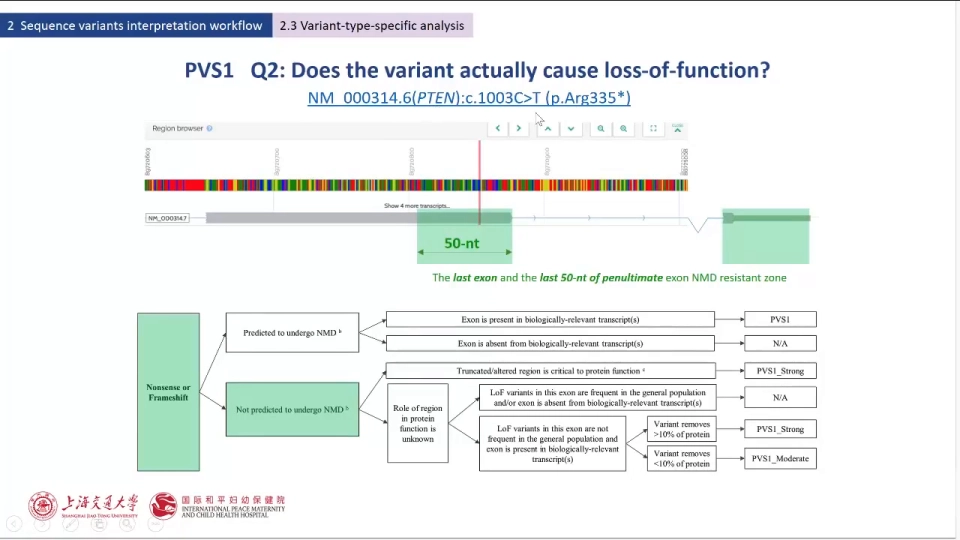 2 Sequence variants interpretation workflow
2.3 Variant-type-specific analysis
PVS1 Q2: Does the variant actually cause loss-of-function?
NM_000314.6(PTEN):c.1003C>T (p.Arg335*)
Region browser
Show 4 more transcripts...
NM_000314.7
50-nt
The last exon and the last 50-nt of penultimate exon NMD resistant zone
Nonsense or
Frameshift
Predicted to undergo NMD b
Not predicted to undergo NMD b
Exon is present in biologically-relevant transcript(s)
PVS1
Exon is absent from biologically-relevant transcript(s)
N/A
Truncated/altered region is critical to protein function c
PVS1_Strong
Role of region
in protein
function is
unknown
LoF variants in this exon are frequent in the general population
and/or exon is absent from biologically-relevant transcript(s)
N/A
LoF variants in this exon are not
frequent in the general population and
exon is present in biologically-relevant
transcript(s)
Variant removes
>10% of protein
PVS1_Strong
Variant removes
<10% of protein
PVS1_Moderate
上海交通大学
SHANGHAI JIAO TONG UNIVERSITY
国际和平妇幼保健院
INTERNATIONAL PEACE MATERNITY
AND CHILD HEALTH HOSPITAL